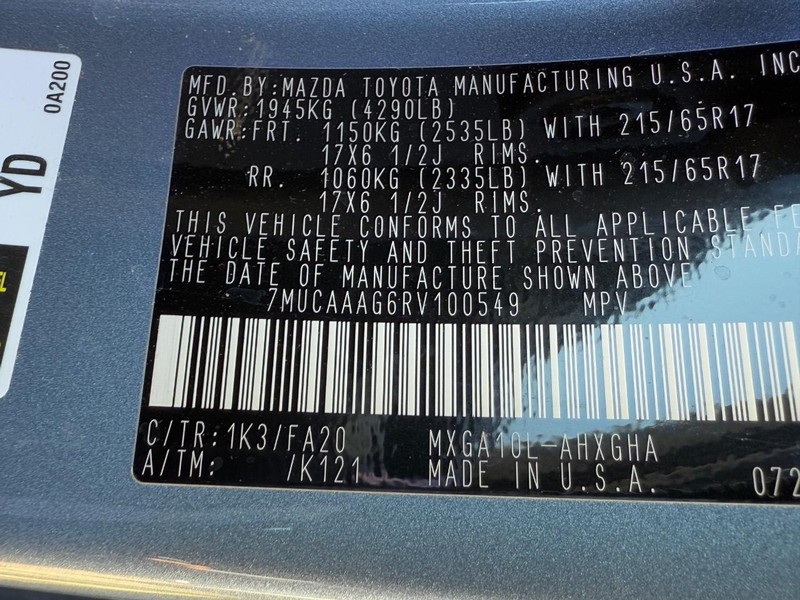 0A200
YD
MFD.BY:MAZDA TOYOTA MANUFACTURING U.S.A. INC
GVWR:1945KG (4290LB)
GAWR:FRT. 1150KG (2535LB) WITH 215/65R17
17X6 1/2J RIMS.
RR. 1060KG (2335LB) WITH 215/65R17
17X6 1/2J RIMS.
THIS VEHICLE CONFORMS TO ALL APPLICABLE FE
VEHICLE SAFETY AND THEFT PREVENTION STANDA
THE DATE OF MANUFACTURE SHOWN ABOVE
7MUCAAAG6RV100549 MPV
C/TR:1K3/FA20 MXGA10L-AHXGHA
A/TM: /K121 MADE IN U.S.A. 072